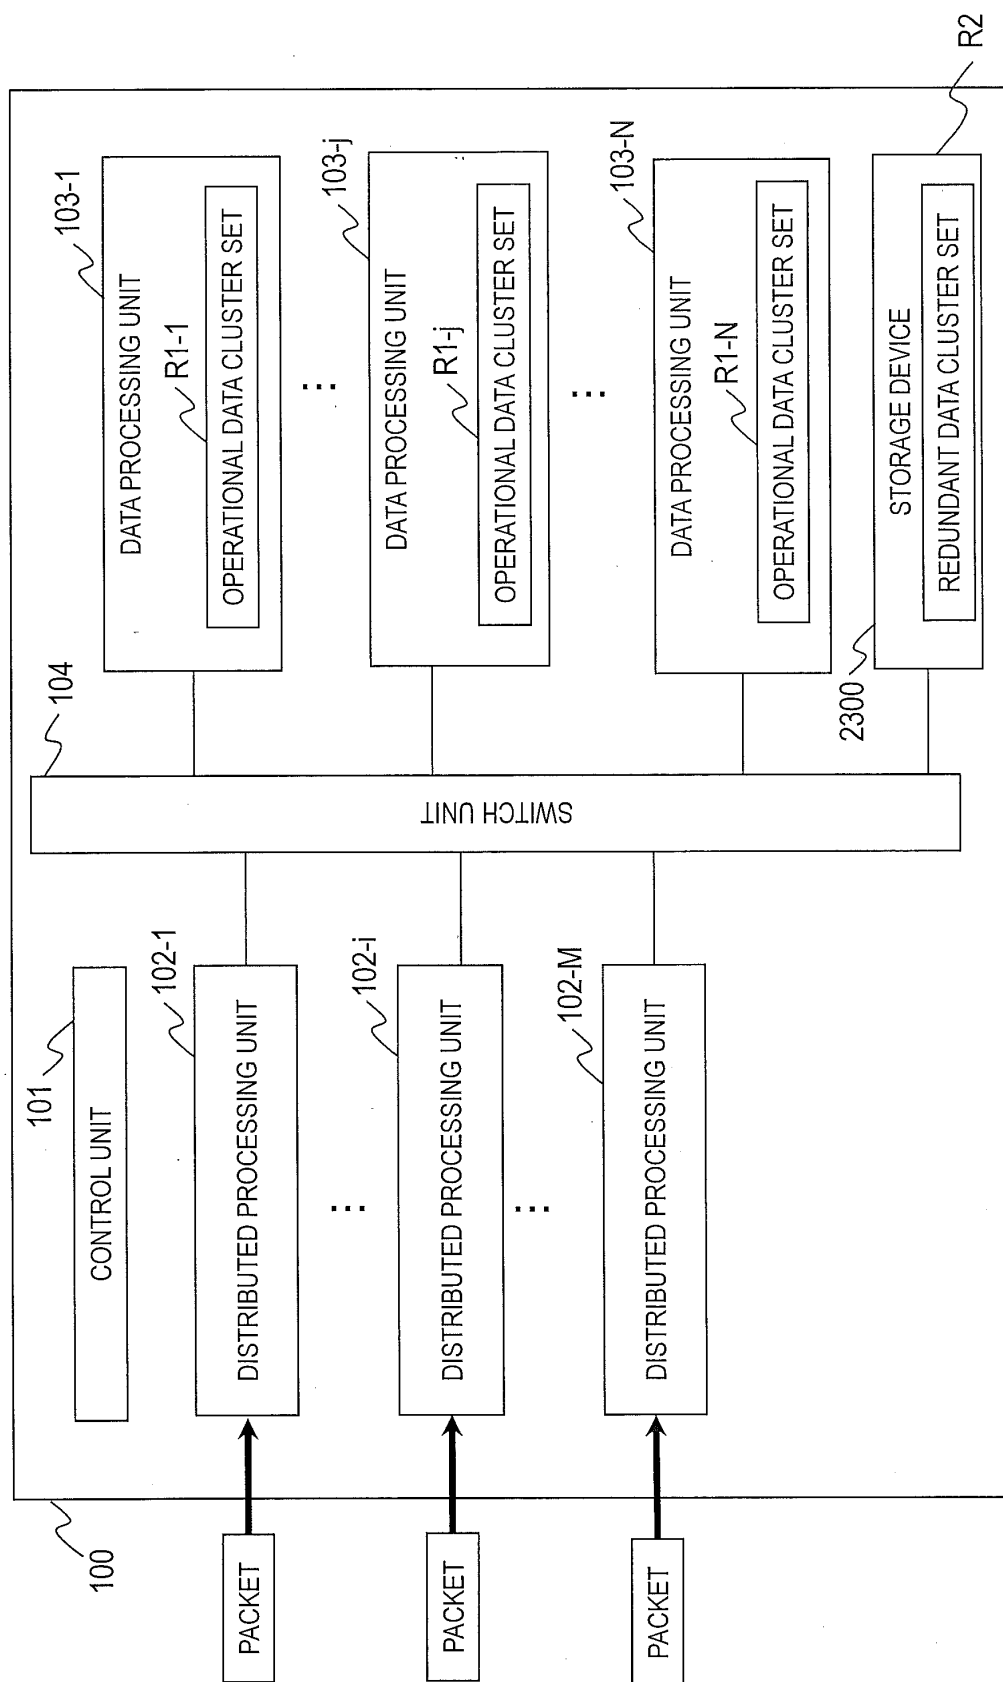 100
CONTROL UNIT
101
PACKET
DISTRIBUTED PROCESSING UNIT
102-1
...
PACKET
DISTRIBUTED PROCESSING UNIT
102-i
...
PACKET
DISTRIBUTED PROCESSING UNIT
102-M
SWITCH UNIT
104
DATA PROCESSING UNIT
103-1
R1-1
OPERATIONAL DATA CLUSTER SET
...
DATA PROCESSING UNIT
103-j
R1-j
OPERATIONAL DATA CLUSTER SET
...
DATA PROCESSING UNIT
103-N
R1-N
OPERATIONAL DATA CLUSTER SET
2300
STORAGE DEVICE
REDUNDANT DATA CLUSTER SET
R2